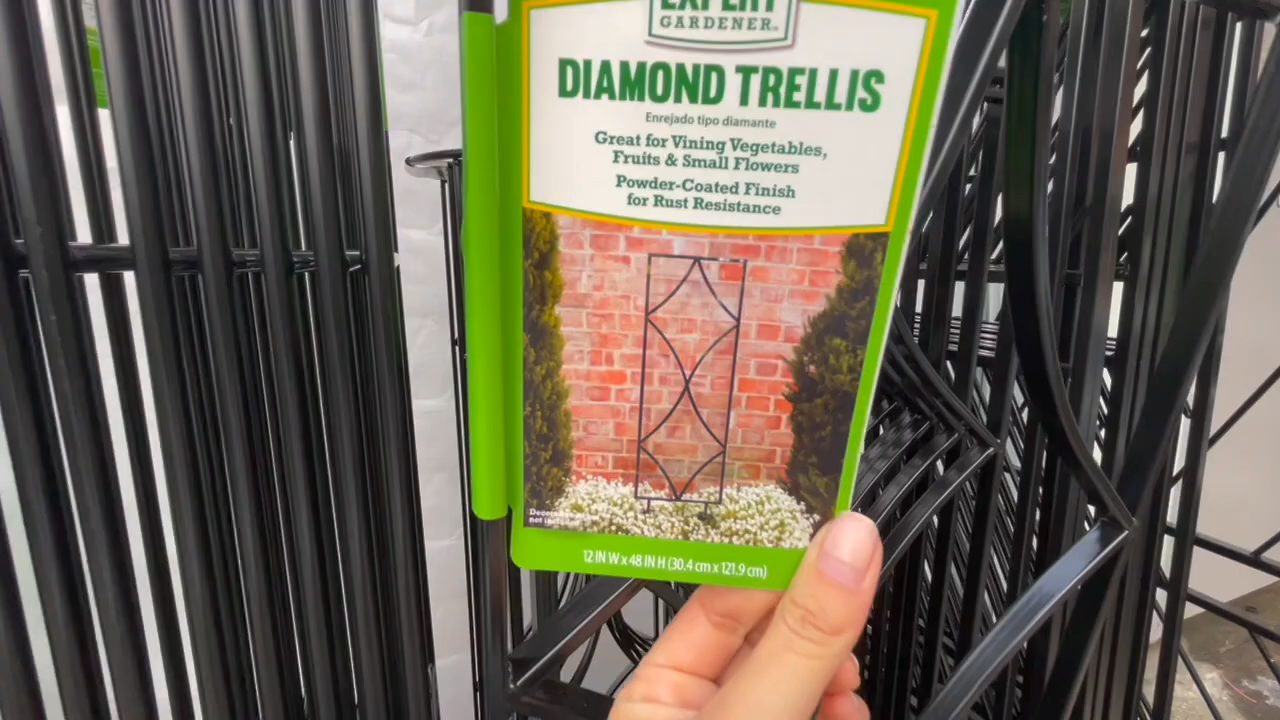 EXPERT
GARDENER
DIAMOND TRELLIS
Enrejado tipo diamante
Great for Vining Vegetables,
Fruits & Small Flowers
Powder-Coated Finish
for Rust Resistance
not
12 IN W x 48 IN H (30.4 cm x 121.9 cm)